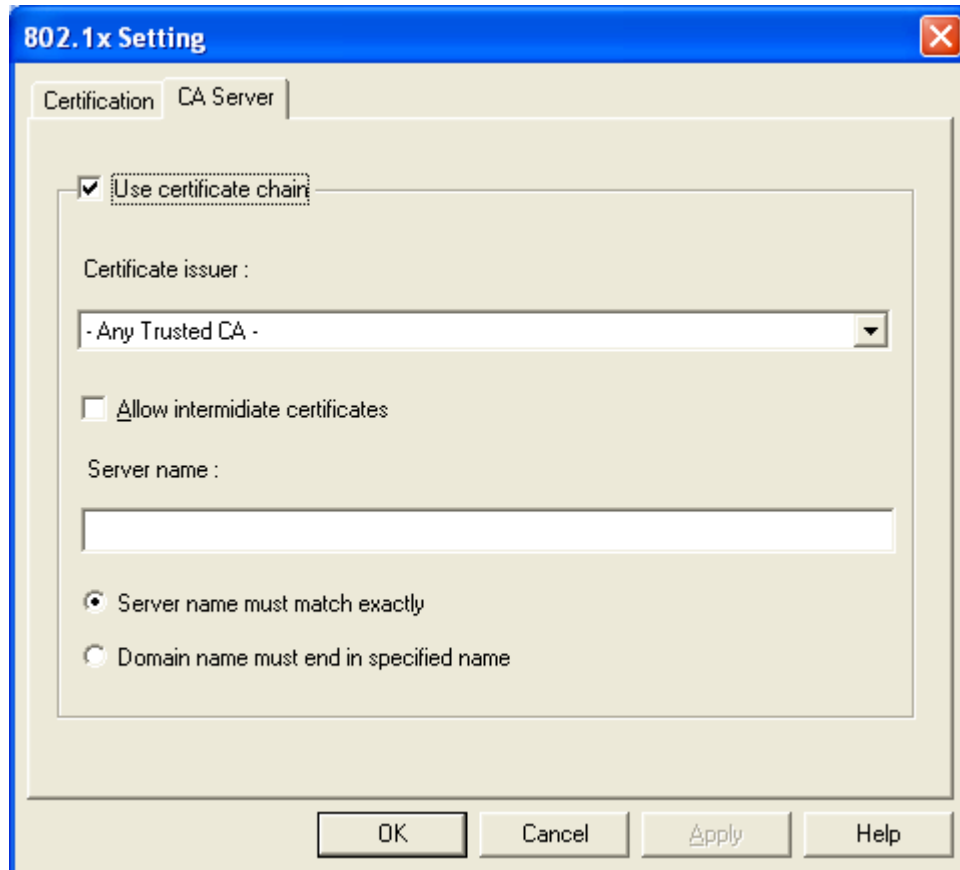 802.1x Setting
Certification CA Server
Use certificate chain
Certificate issuer :
- Any Trusted CA -
Allow intermidiate certificates
Server name :
Server name must match exactly
Domain name must end in specified name
OK Cancel Apply Help